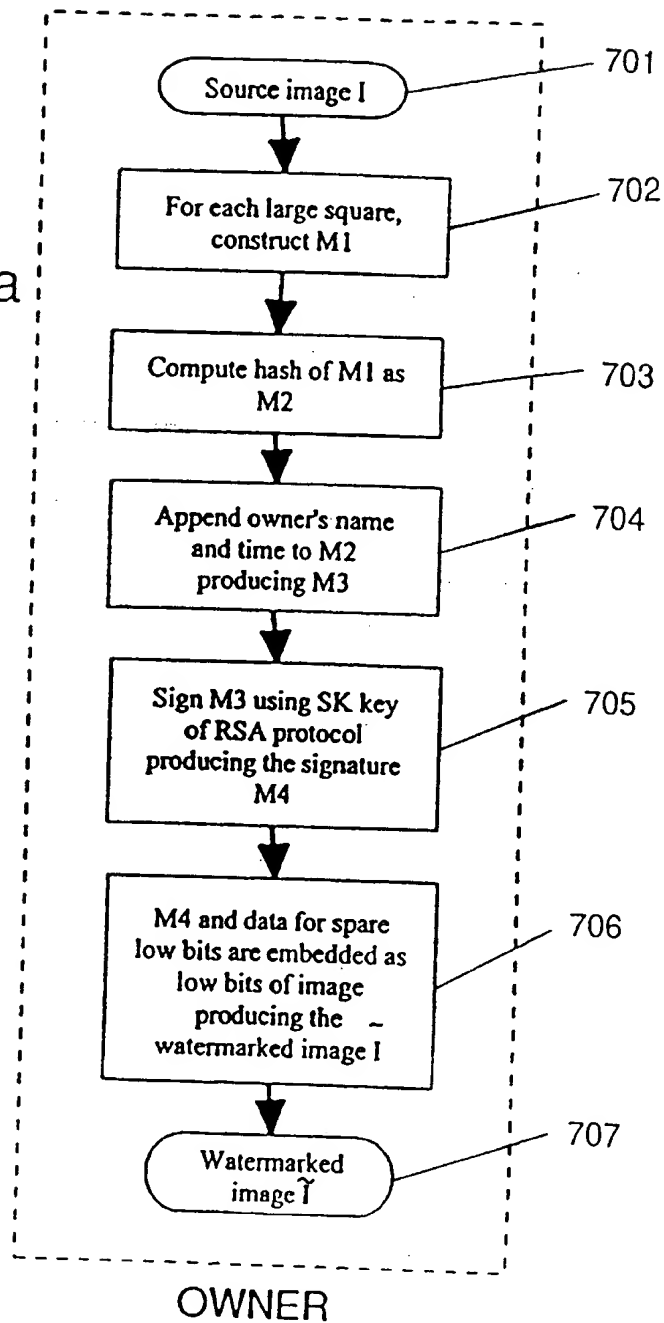 701
Source image I
702
For each large square,
construct M1
a
703
Compute hash of M1 as
M2
704
Append owner's name
and time to M2
producing M3
705
Sign M3 using SK key
of RSA protocol
producing the signature
M4
706
M4 and data for spare
low bits are embedded as
low bits of image
producing the ~
watermarked image I
707
Watermarked
image Ĩ
OWNER